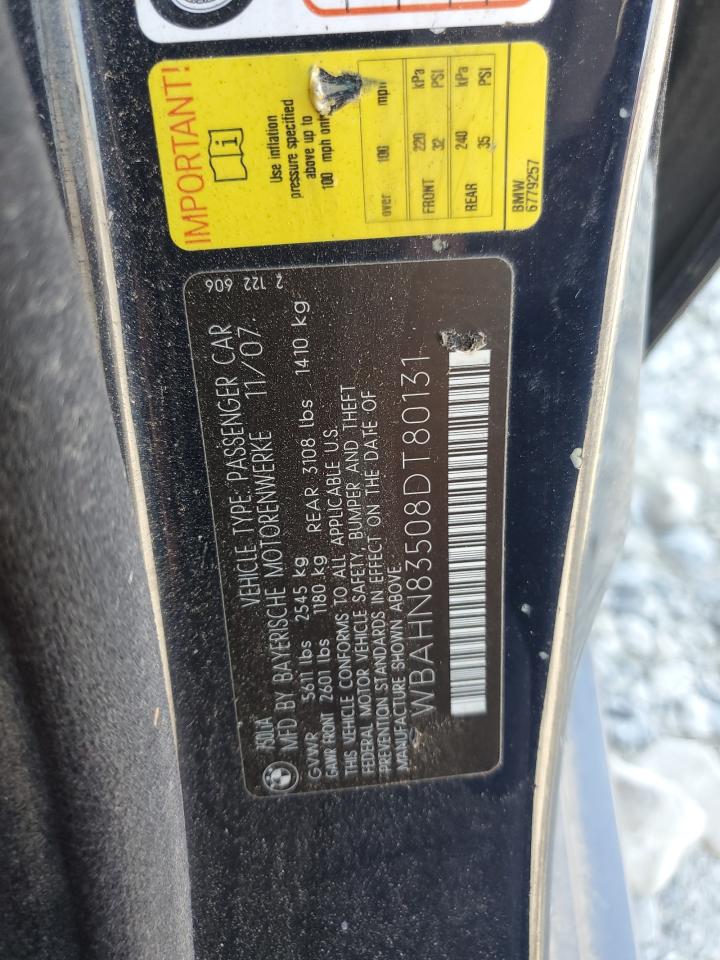 IMPORTANT!
Use inflation
pressure specified
above up to
100 mph only
over 100 mph
kPa PSI
FRONT 220 32
kPa PSI
REAR 240 35
BMW
6779257
750LiA VEHICLE TYPE: PASSENGER CAR 2 122 606
MFD BY BAYERISCHE MOTORENWERKE 11/07
GVWR 5611 lbs 2545 kg
GAWR FRONT 2601 lbs 1180 kg REAR 3108 lbs 1410 kg
THIS VEHICLE CONFORMS TO ALL APPLICABLE U.S.
FEDERAL MOTOR VEHICLE SAFETY, BUMPER AND THEFT
PREVENTION STANDARDS IN EFFECT ON THE DATE OF
MANUFACTURE SHOWN ABOVE.
WBAHN83508DT80131